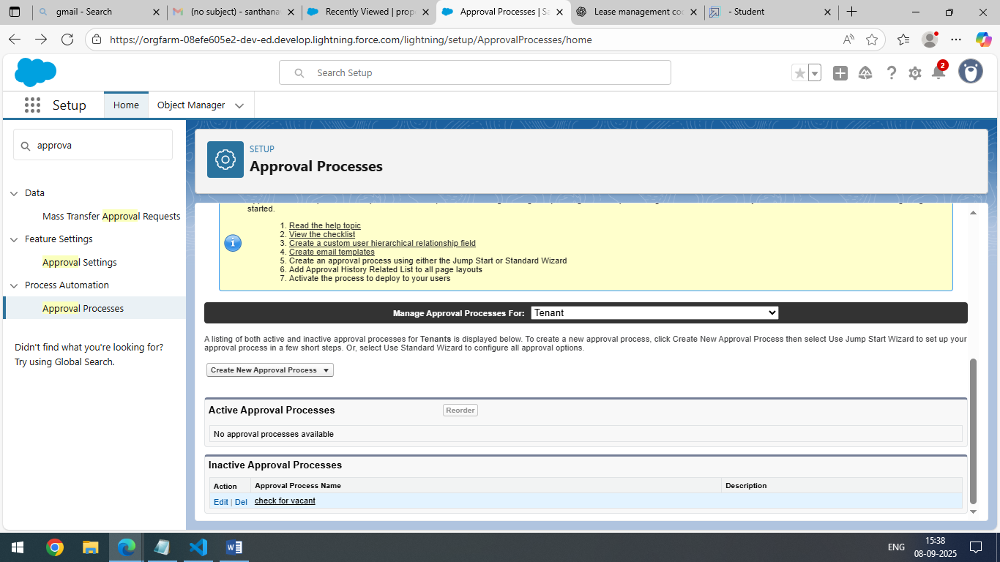 gmail - Search
(no subject) - santhana
Recently Viewed | prop
Approval Processes | Sa
Lease management co
- Student
https://orgfarm-08efe605e2-dev-ed.develop.lightning.force.com/lightning/setup/ApprovalProcesses/home
Search Setup
2
Setup
Home
Object Manager
approva
Data
Mass Transfer Approval Requests
Feature Settings
Approval Settings
Process Automation
Approval Processes
Didn't find what you're looking for?
Try using Global Search.
SETUP
Approval Processes
started.
1. Read the help topic
2. View the checklist
3. Create a custom user hierarchical relationship field
4. Create email templates
5. Create an approval process using either the Jump Start or Standard Wizard
6. Add Approval History Related List to all page layouts
7. Activate the process to deploy to your users
Manage Approval Processes For: Tenant
A listing of both active and inactive approval processes for Tenants is displayed below. To create a new approval process, click Create New Approval Process then select Use Jump Start Wizard to set up your
approval process in a few short steps. Or, select Use Standard Wizard to configure all approval options.
Create New Approval Process
Active Approval Processes Reorder
No approval processes available
Inactive Approval Processes
Action Approval Process Name Description
Edit | Del check for vacant
ENG
15:38
08-09-2025